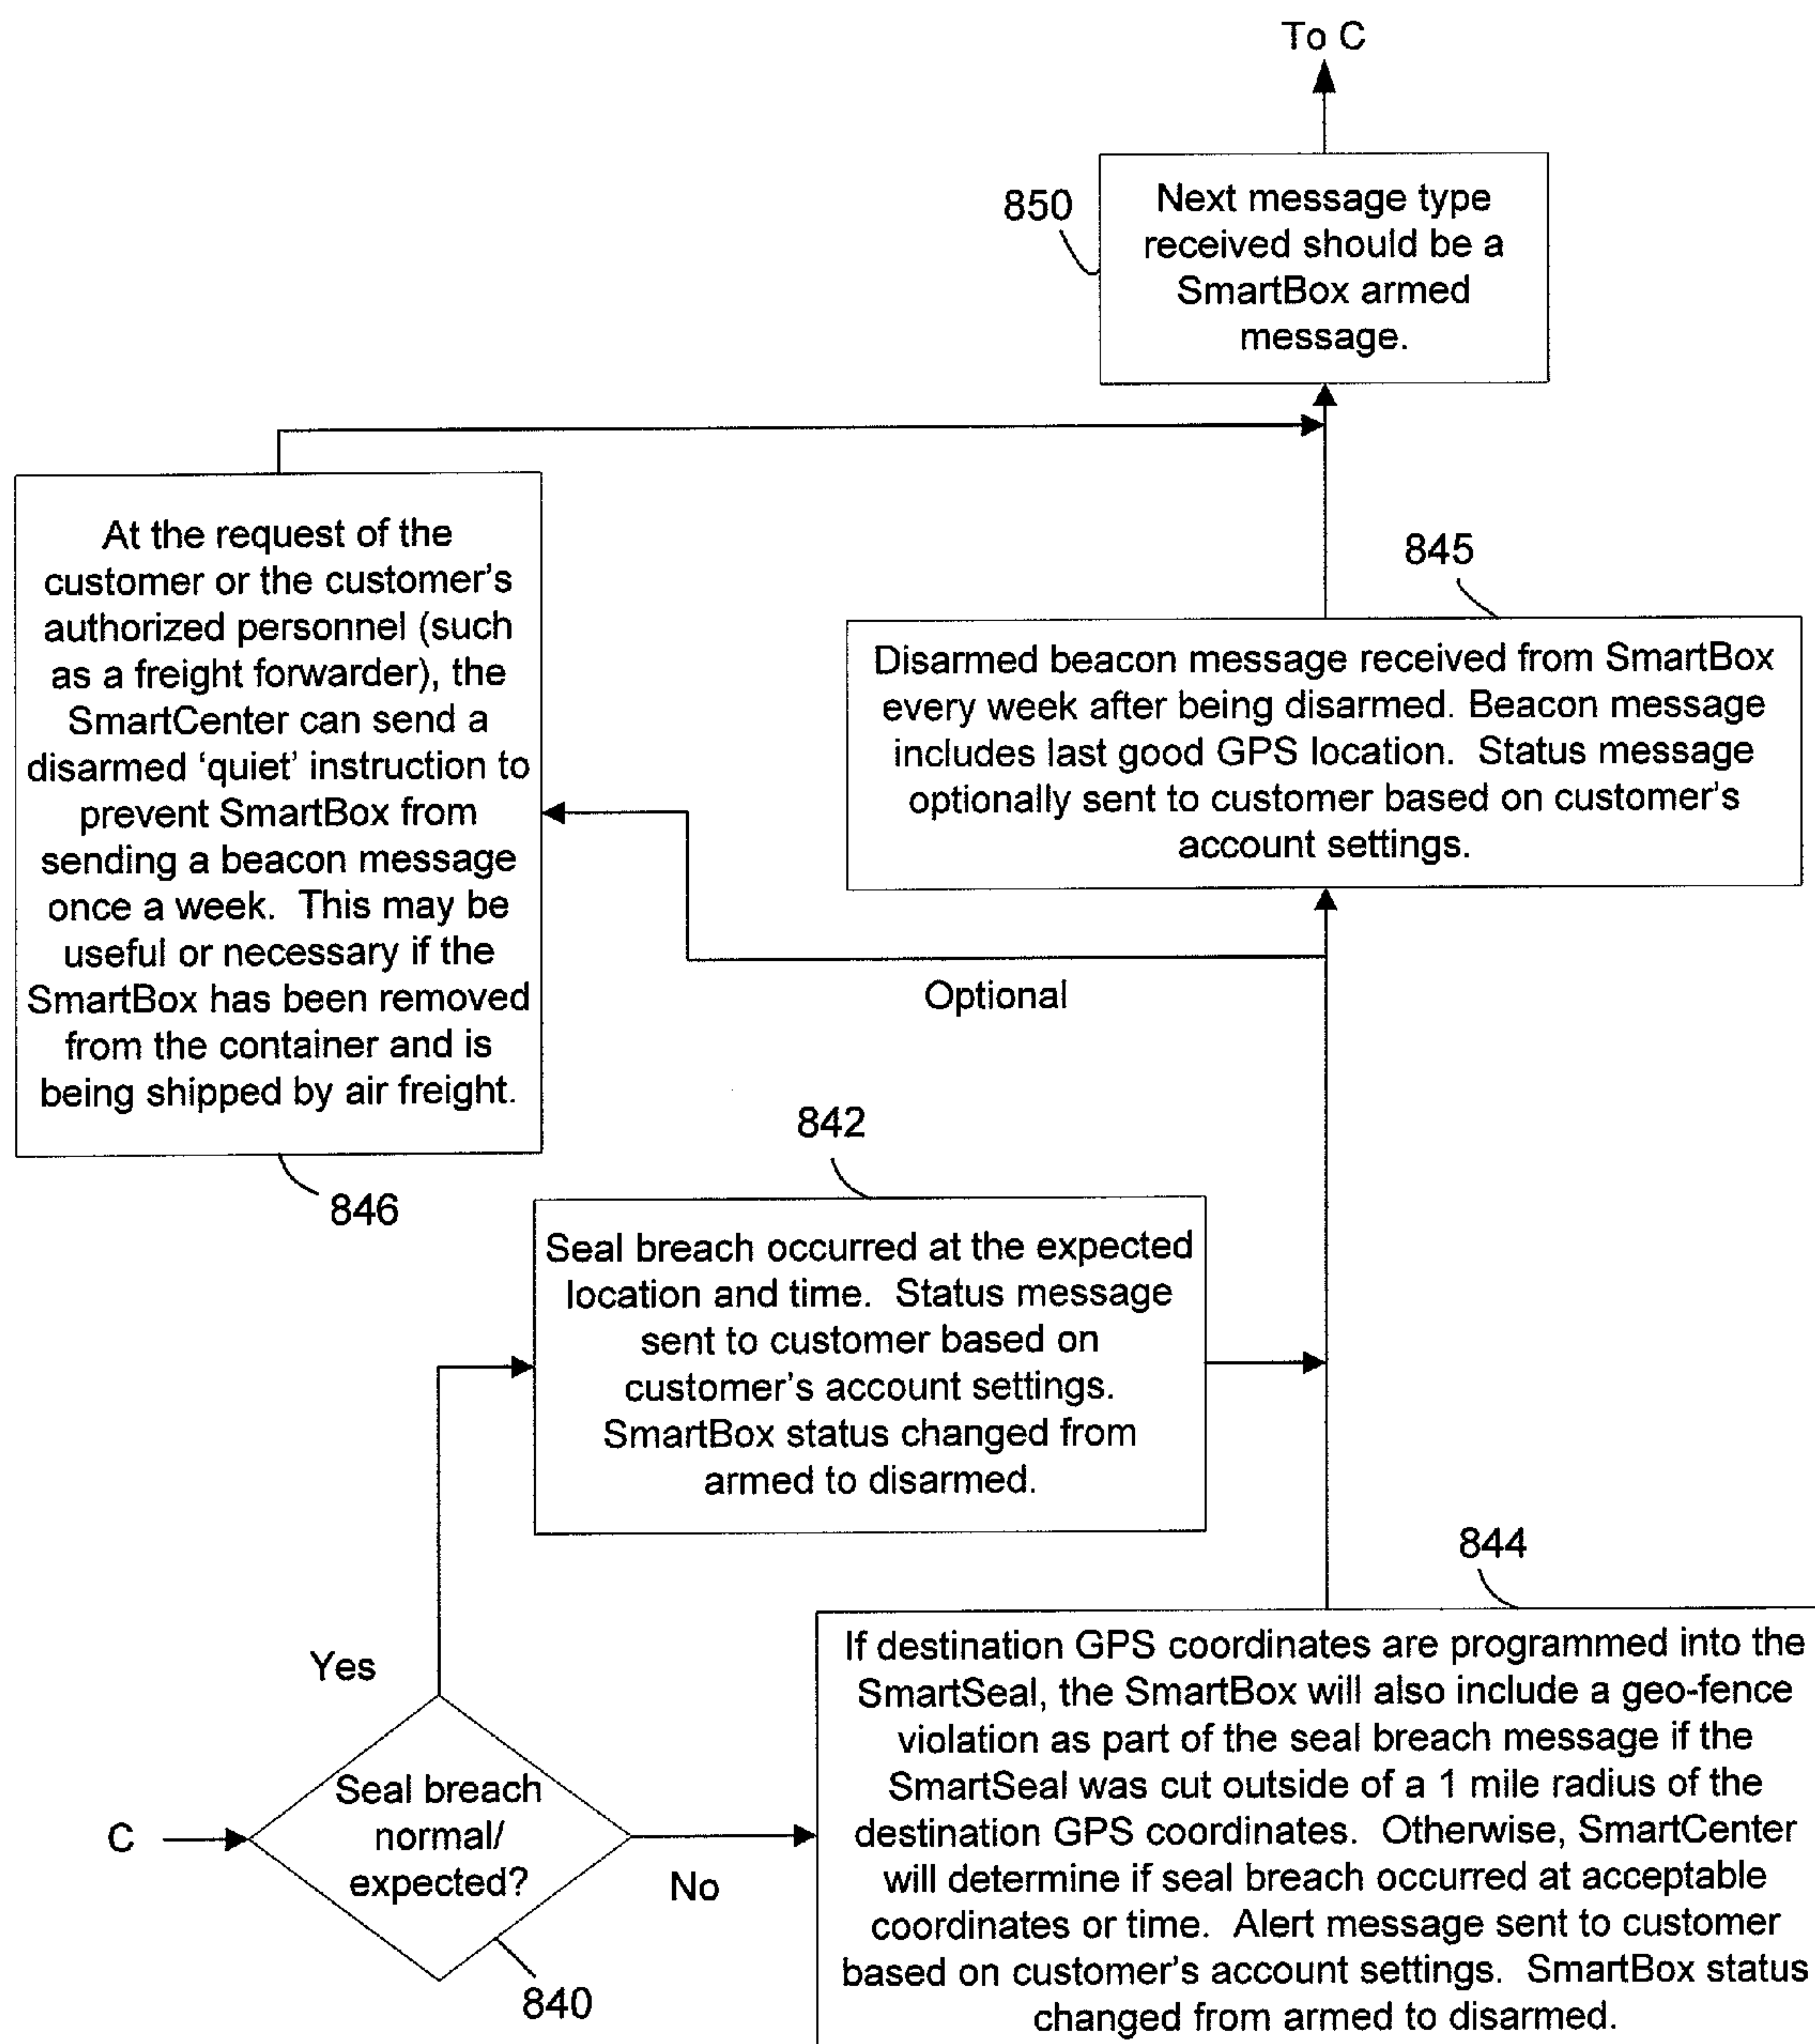 To C
850
Next message type
received should be a
SmartBox armed
message.
At the request of the
customer or the customer's
authorized personnel (such
as a freight forwarder), the
SmartCenter can send a
disarmed 'quiet' instruction to
prevent SmartBox from
sending a beacon message
once a week. This may be
useful or necessary if the
SmartBox has been removed
from the container and is
being shipped by air freight.
846
845
Disarmed beacon message received from SmartBox
every week after being disarmed. Beacon message
includes last good GPS location. Status message
optionally sent to customer based on customer's
account settings.
Optional
842
Seal breach occurred at the expected
location and time. Status message
sent to customer based on
customer's account settings.
SmartBox status changed from
armed to disarmed.
844
If destination GPS coordinates are programmed into the
SmartSeal, the SmartBox will also include a geo-fence
violation as part of the seal breach message if the
SmartSeal was cut outside of a 1 mile radius of the
destination GPS coordinates. Otherwise, SmartCenter
will determine if seal breach occurred at acceptable
coordinates or time. Alert message sent to customer
based on customer's account settings. SmartBox status
changed from armed to disarmed.
Yes
C
Seal breach
normal/
expected?
No
840